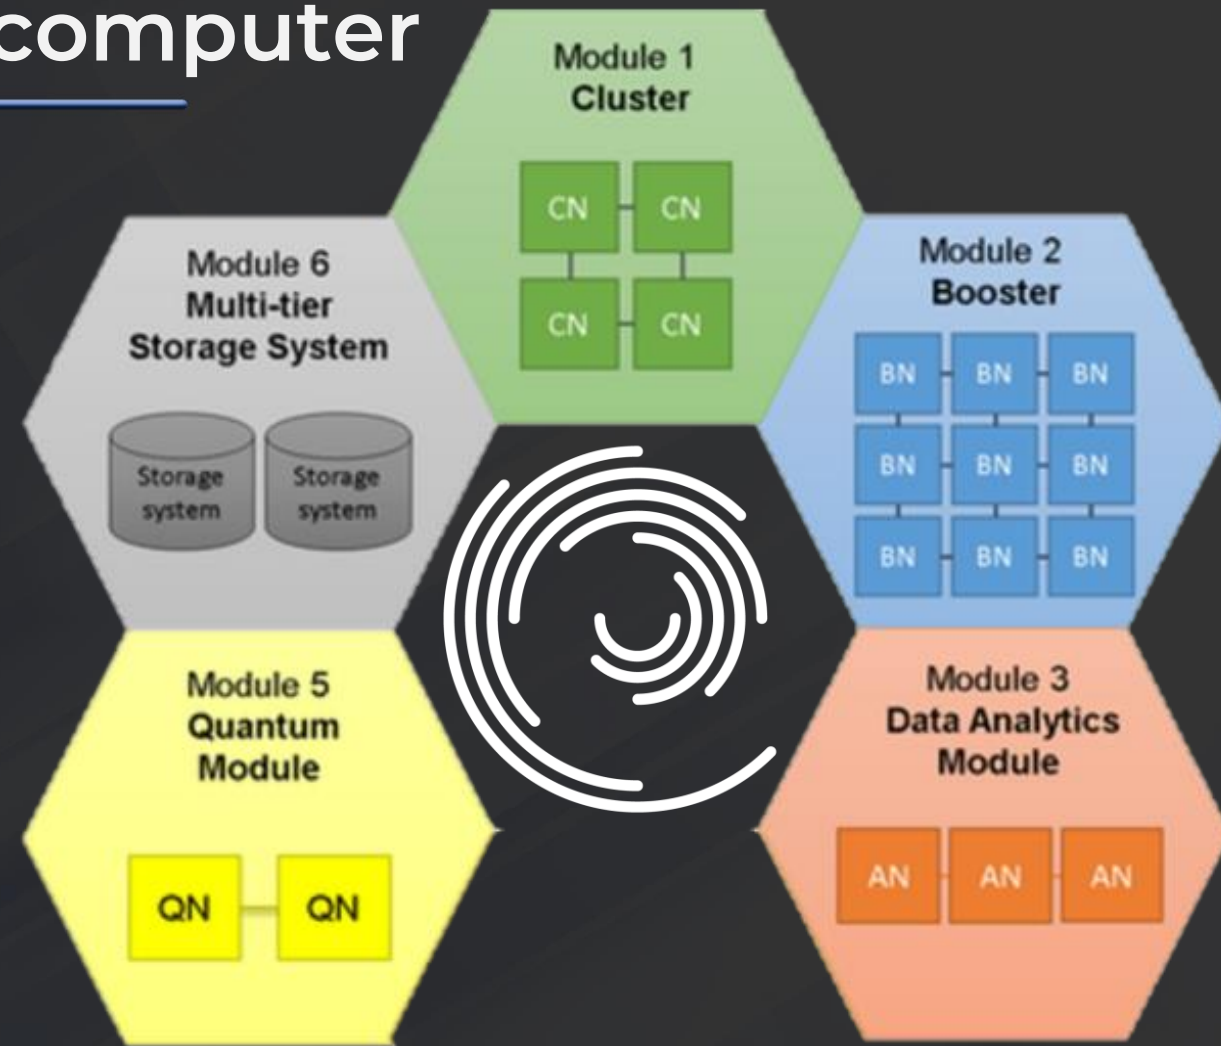 computer
Module 1
Cluster
CN CN
CN CN
Module 2
Booster
BN BN BN
BN BN BN
BN BN BN
Module 6
Multi-tier
Storage System
Storage system
Storage system
Module 5
Quantum
Module
QN QN
Module 3
Data Analytics
Module
AN AN AN